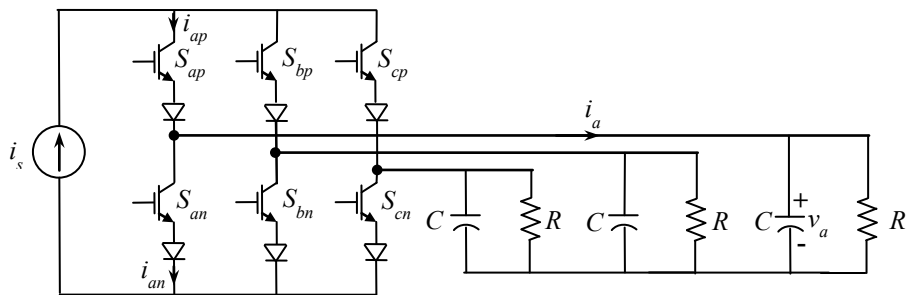 i_ap
S_ap
S_bp
S_cp
i_a
i_s
S_an
S_bn
S_cn
C
R
C
R
C
+
v_a
-
R
i_an